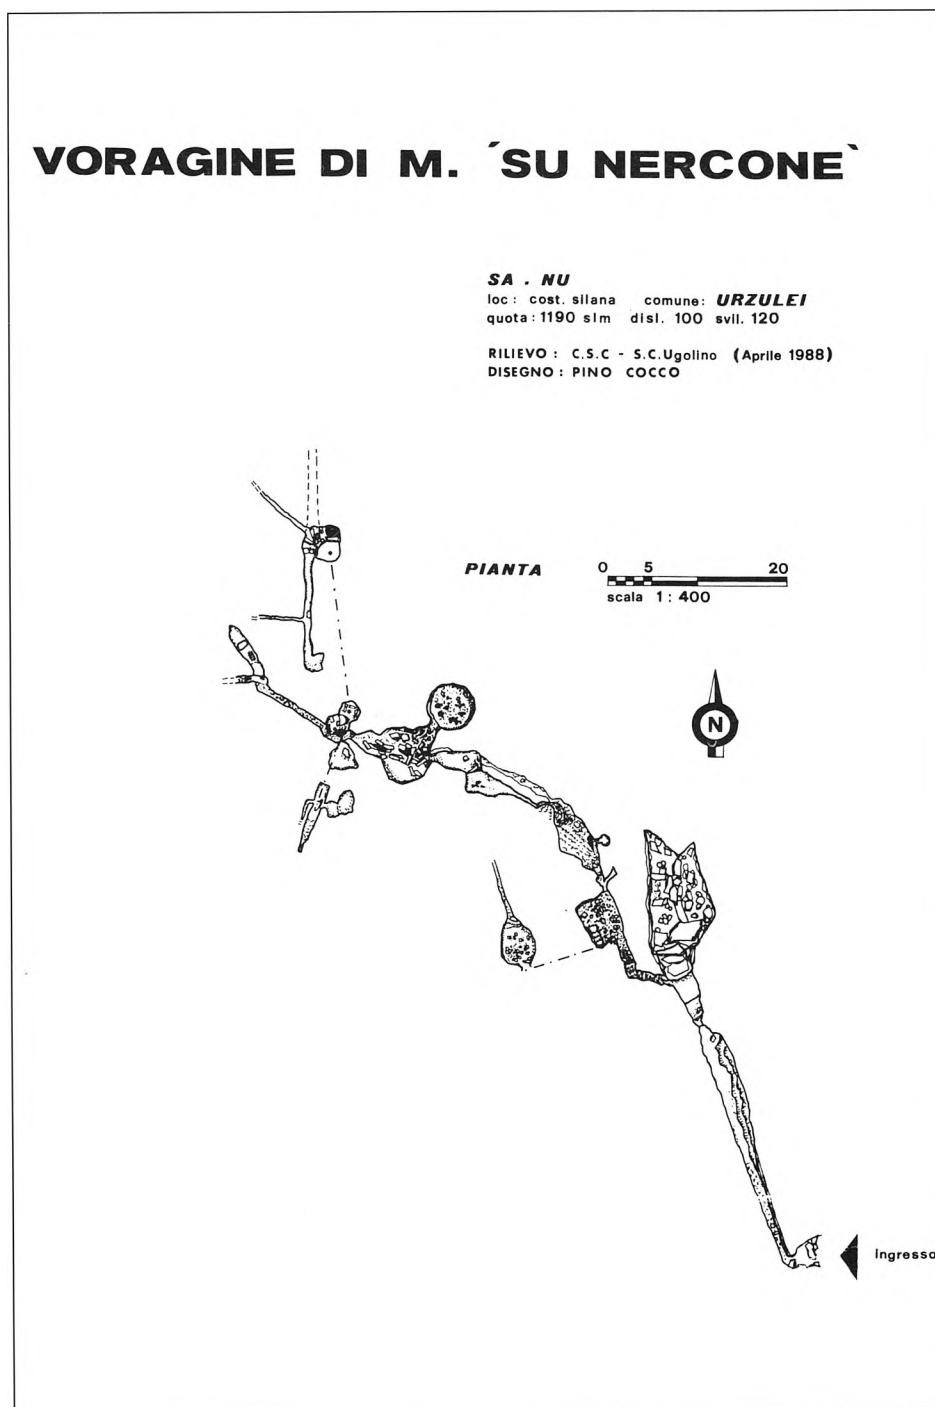 VORAGINE DI M. ´SU NERCONE`
SA . NU
loc : cost. silana comune: URZULEI
quota : 1190 slm disl. 100 svil. 120
RILIEVO : C.S.C - S.C.Ugolino (Aprile 1988)
DISEGNO : PINO COCCO
PIANTA
0 5 20
scala 1 : 400
N
Ingresso